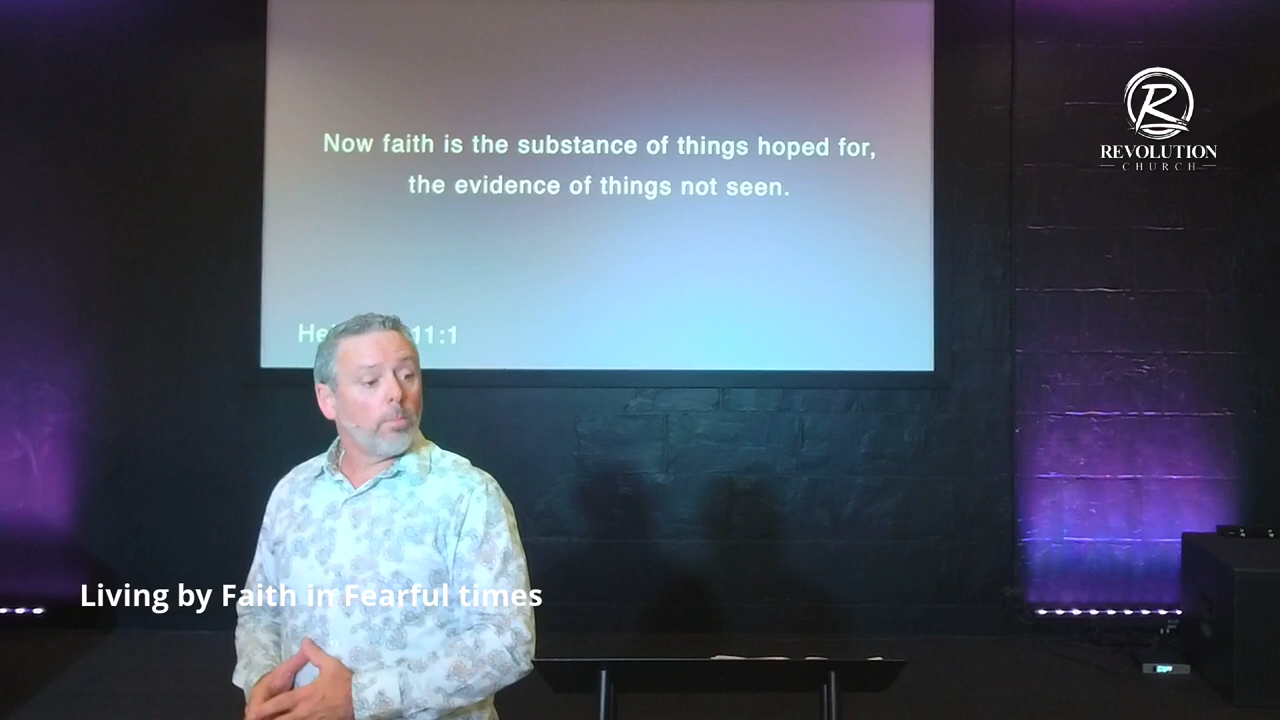 Now faith is the substance of things hoped for,
the evidence of things not seen.
REVOLUTION
CHURCH
11:1
Living by Faith in Fearful times